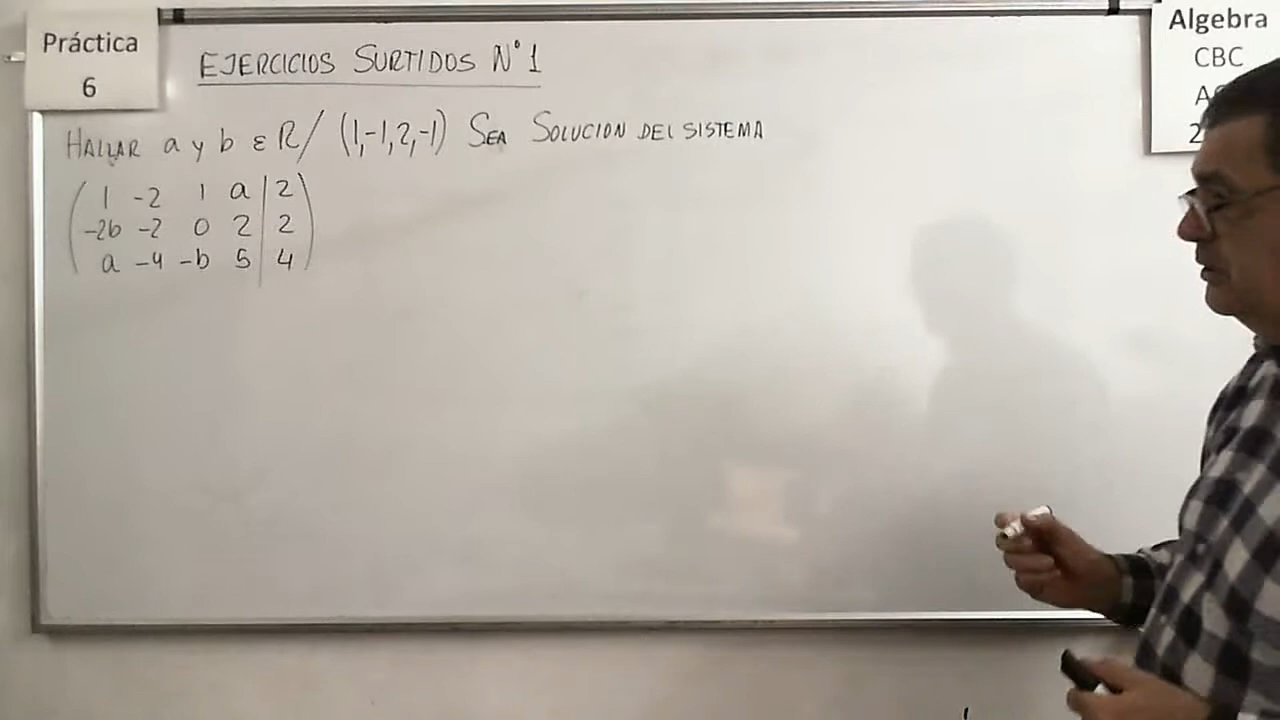 Práctica
6
EJERCICIOS SURTIDOS N°1
Algebra
CBC
HALLAR a y b ε R / (1,-1,2,-1) SEA SOLUCION DEL SISTEMA
1 -2 1 a | 2
-2b -2 0 2 | 2
a -4 -b 5 | 4